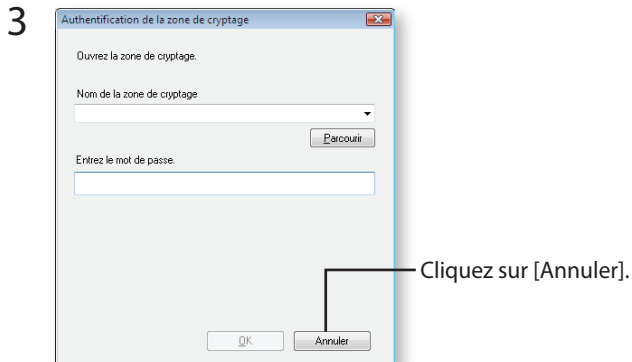 3
Authentification de la zone de cryptage
Ouvrez la zone de cryptage.
Nom de la zone de cryptage
Parcourir
Entrez le mot de passe.
Cliquez sur [Annuler].
OK Annuler